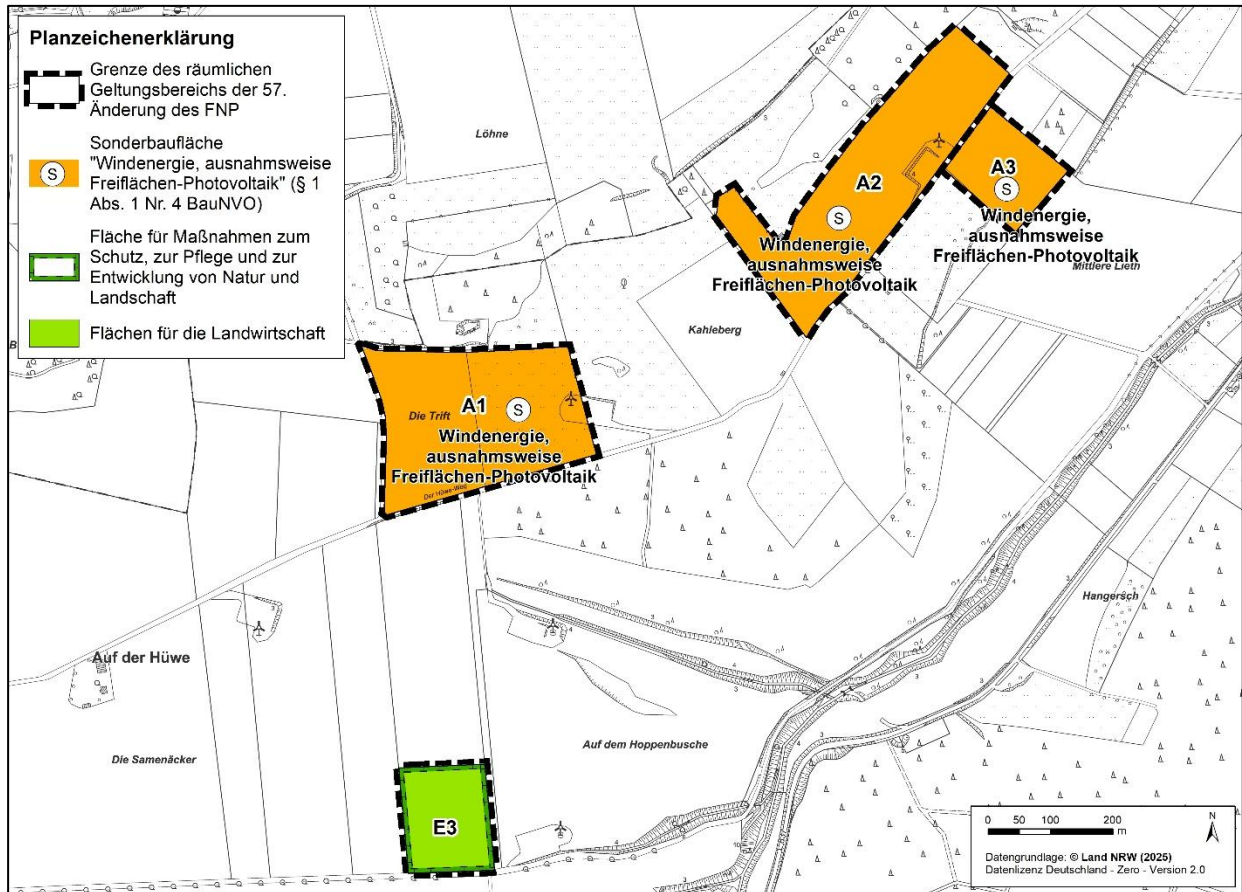 Planzeichenerklärung
Grenze des räumlichen
Geltungsbereichs der 57.
Änderung des FNP
S
Sonderbaufläche
"Windenergie, ausnahmsweise
Freiflächen-Photovoltaik" (§ 1
Abs. 1 Nr. 4 BauNVO)
Fläche für Maßnahmen zum
Schutz, zur Pflege und zur
Entwicklung von Natur und
Landschaft
Flächen für die Landwirtschaft
Löhne
A2
S
Windenergie,
ausnahmsweise
Freiflächen-Photovoltaik
A3
S
Windenergie,
ausnahmsweise
Freiflächen-Photovoltaik
Mittlere Lieth
Kahleberg
Die Trift
A1
S
Windenergie,
ausnahmsweise
Freiflächen-Photovoltaik
Der Hüwe-Weg
Hangersch
Auf der Hüwe
Auf dem Hoppenbusche
Die Samenäcker
E3
0 50 100 200
m
N
Datengrundlage: © Land NRW (2025)
Datenlizenz Deutschland - Zero - Version 2.0